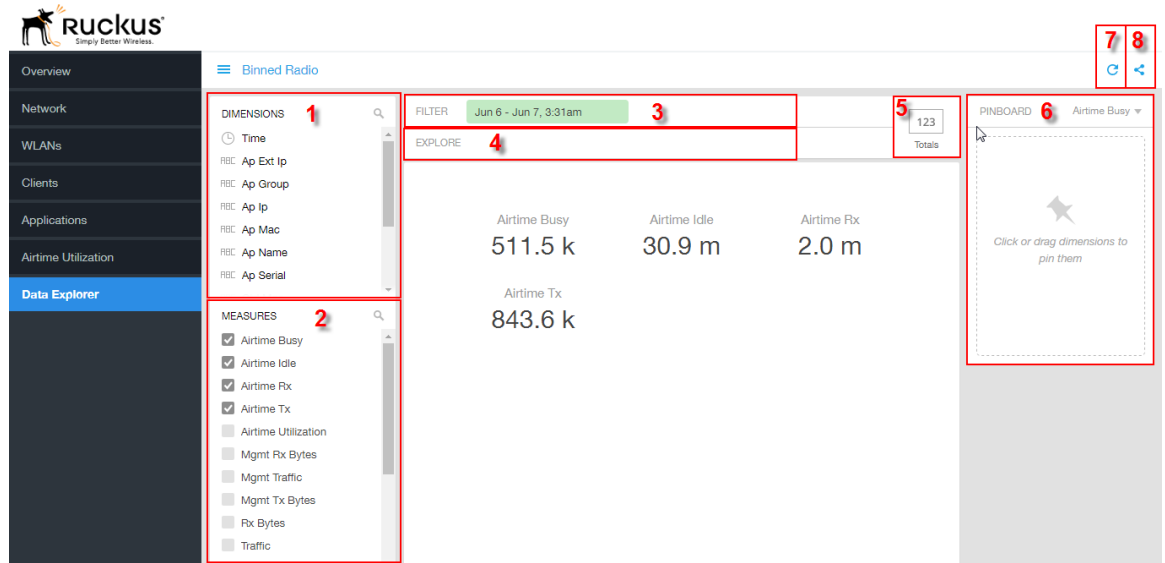 Ruckus
Simply Better Wireless.
7 8
Overview
Network
WLANs
Clients
Applications
Airtime Utilization
Data Explorer
Binned Radio
DIMENSIONS 1
Time
ABC Ap Ext Ip
ABC Ap Group
ABC Ap Ip
ABC Ap Mac
ABC Ap Name
ABC Ap Serial
MEASURES 2
Airtime Busy
Airtime Idle
Airtime Rx
Airtime Tx
Airtime Utilization
Mgmt Rx Bytes
Mgmt Traffic
Mgmt Tx Bytes
Rx Bytes
Traffic
FILTER Jun 6 - Jun 7, 3:31am 3
EXPLORE 4
5
123
Totals
Airtime Busy
511.5 k
Airtime Idle
30.9 m
Airtime Rx
2.0 m
Airtime Tx
843.6 k
PINBOARD 6 Airtime Busy
Click or drag dimensions to
pin them